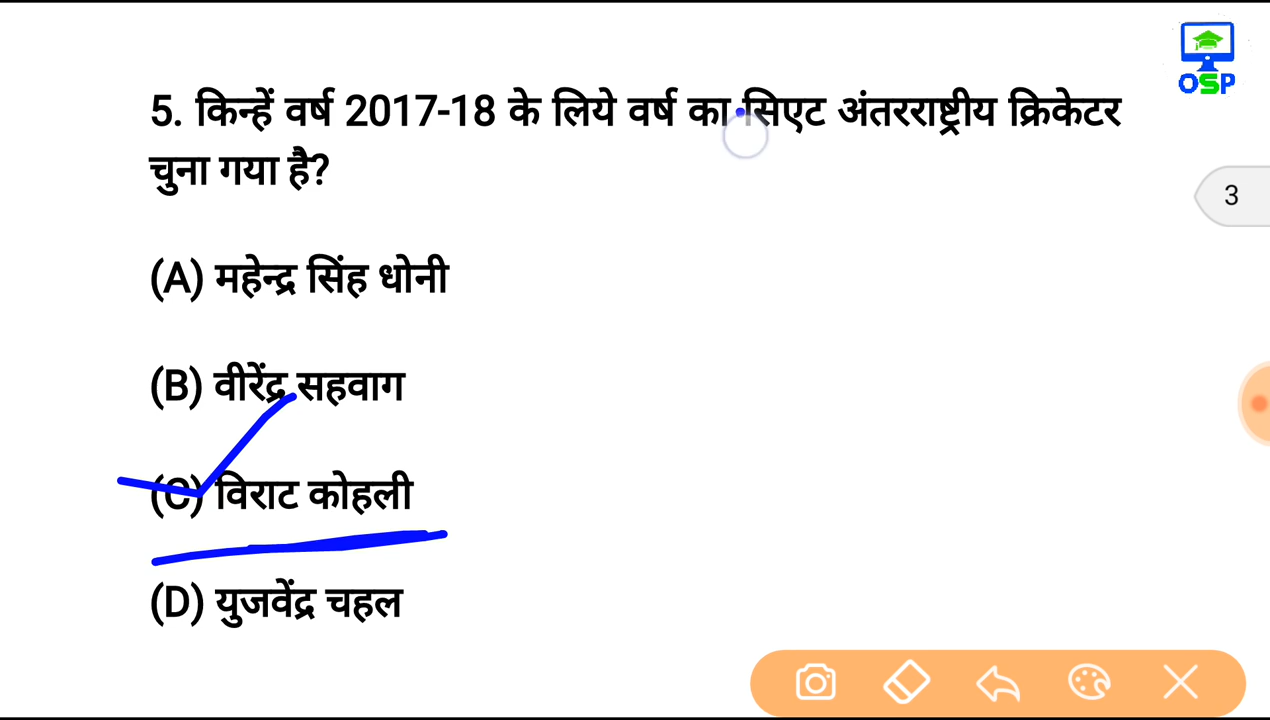 OSP
5. किन्हें वर्ष 2017-18 के लिये वर्ष का सिएट अंतरराष्ट्रीय क्रिकेटर
चुना गया है?
3
(A) महेन्द्र सिंह धोनी
(B) वीरेंद्र सहवाग
(C) विराट कोहली
(D) युजवेंद्र चहल